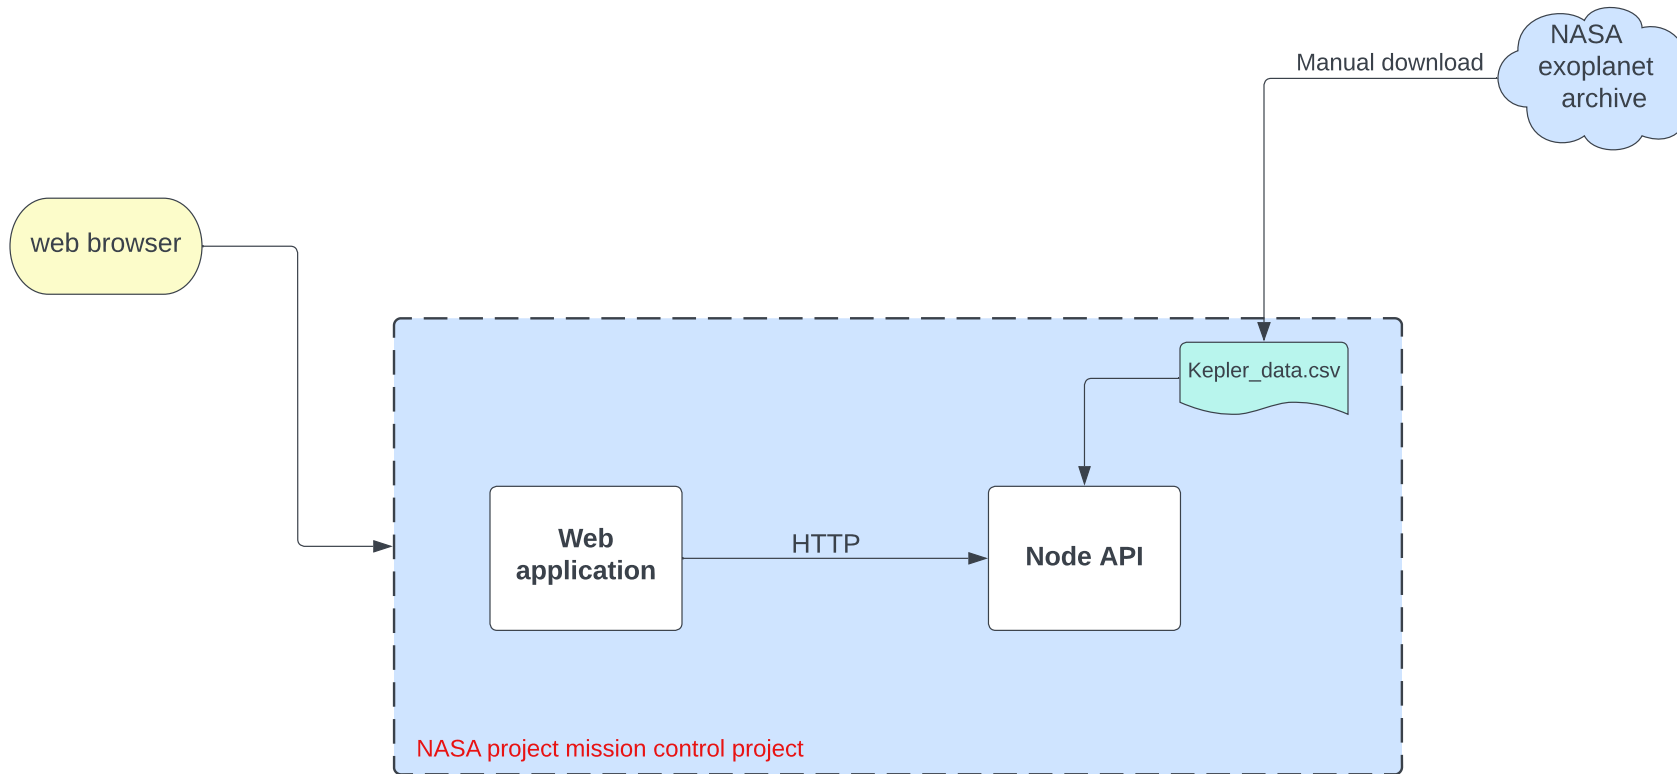 NASA
exoplanet
archive
Manual download
web browser
Kepler_data.csv
Web
application
HTTP
Node API
NASA project mission control project